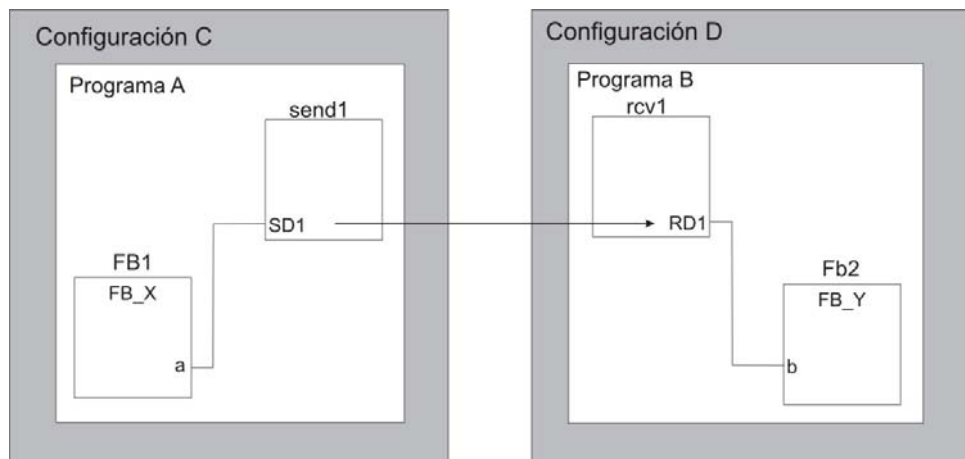 Configuración C
Programa A
send1
SD1
FB1
FB_X
a
Configuración D
Programa B
rcv1
RD1
Fb2
FB_Y
b